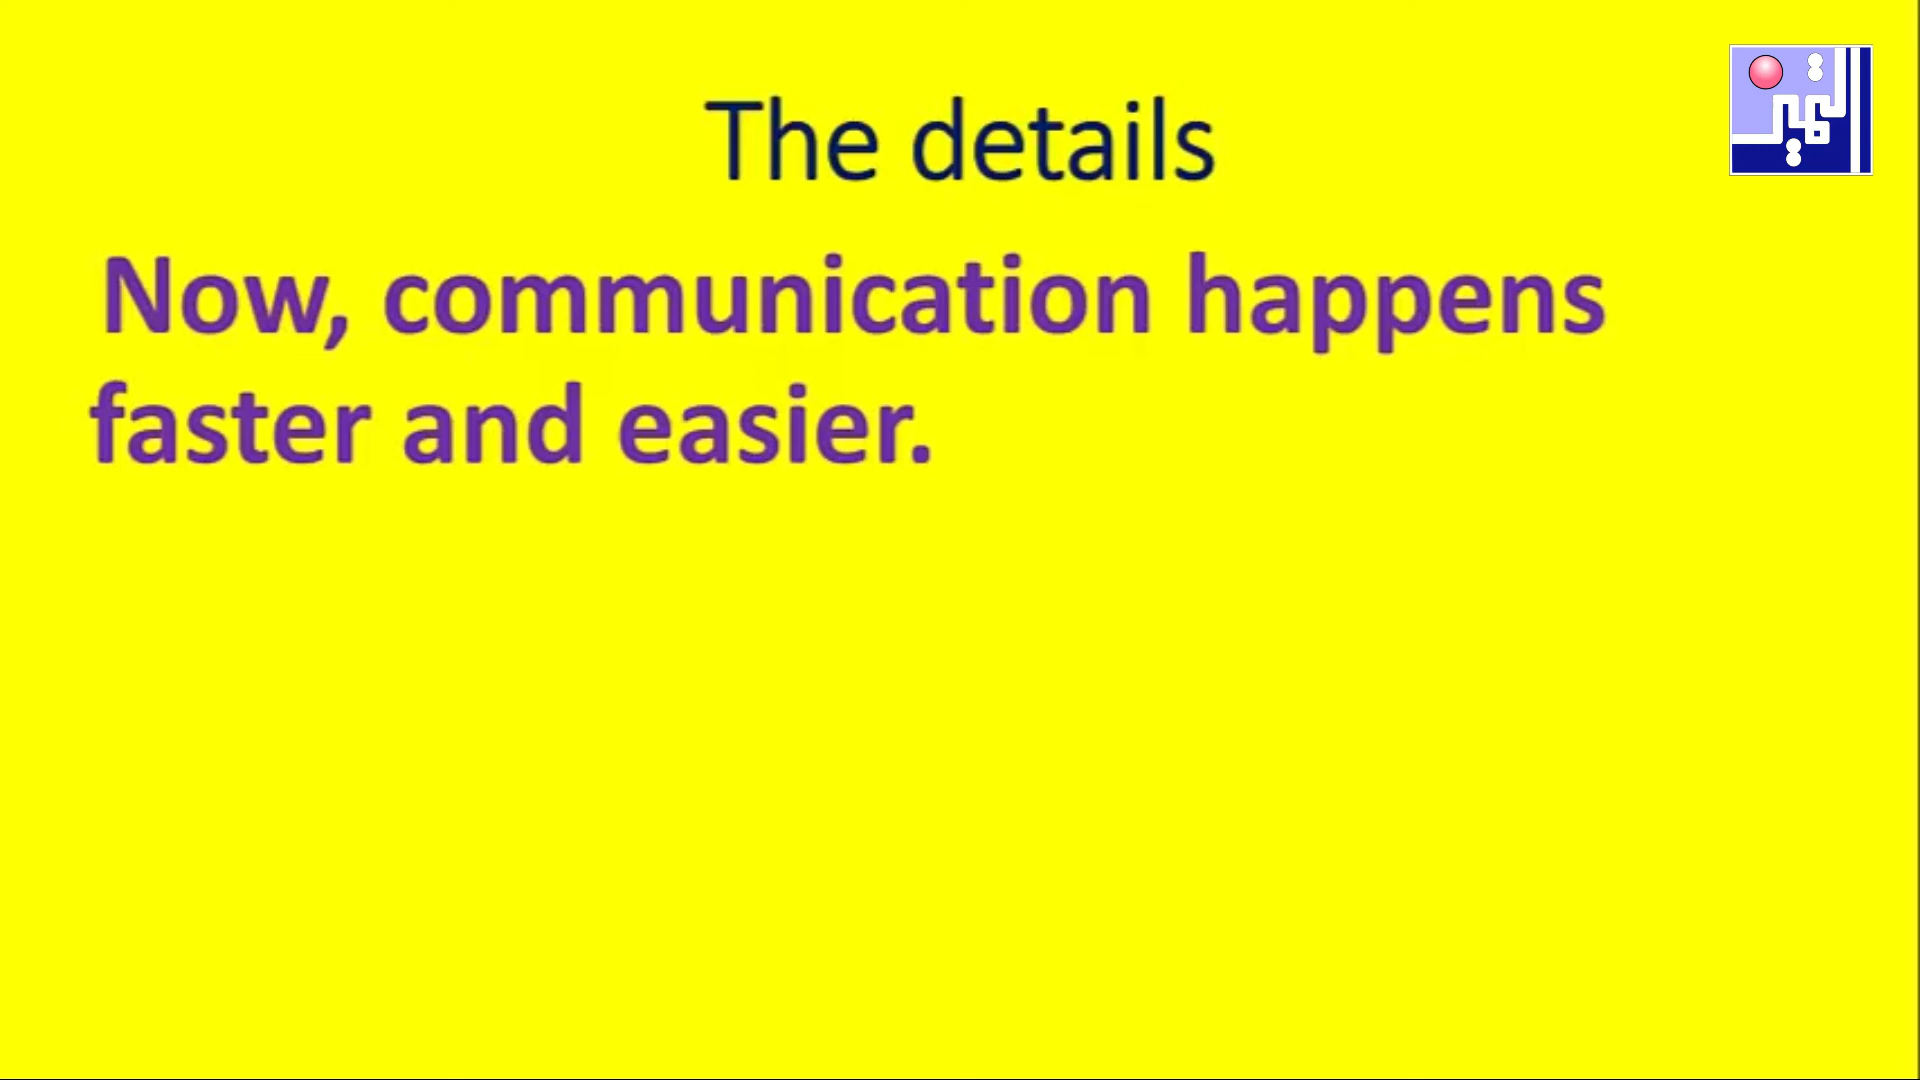 The details
Now, communication happens
faster and easier.